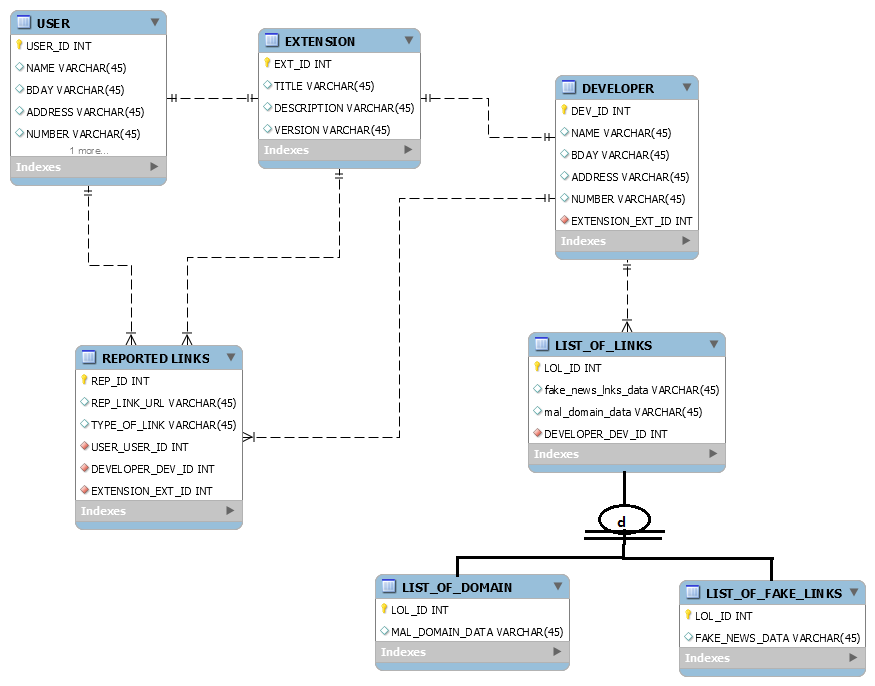 USER
USER_ID INT
NAME VARCHAR(45)
BDAY VARCHAR(45)
ADDRESS VARCHAR(45)
NUMBER VARCHAR(45)
1 more...
Indexes
EXTENSION
EXT_ID INT
TITLE VARCHAR(45)
DESCRIPTION VARCHAR(45)
VERSION VARCHAR(45)
Indexes
DEVELOPER
DEV_ID INT
NAME VARCHAR(45)
BDAY VARCHAR(45)
ADDRESS VARCHAR(45)
NUMBER VARCHAR(45)
EXTENSION_EXT_ID INT
Indexes
REPORTED LINKS
REP_ID INT
REP_LINK_URL VARCHAR(45)
TYPE_OF_LINK VARCHAR(45)
USER_USER_ID INT
DEVELOPER_DEV_ID INT
EXTENSION_EXT_ID INT
Indexes
LIST_OF_LINKS
LOL_ID INT
fake_news_lnks_data VARCHAR(45)
mal_domain_data VARCHAR(45)
DEVELOPER_DEV_ID INT
Indexes
d
LIST_OF_DOMAIN
LOL_ID INT
MAL_DOMAIN_DATA VARCHAR(45)
Indexes
LIST_OF_FAKE_LINKS
LOL_ID INT
FAKE_NEWS_DATA VARCHAR(45)
Indexes